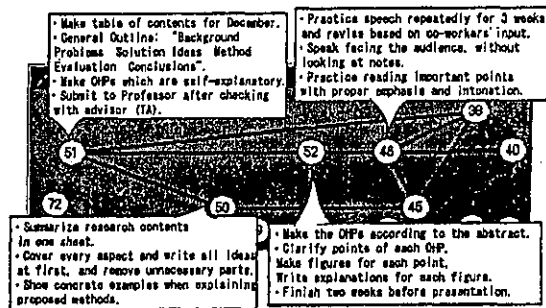 ・Make table of contents for December.
・General Outline: "Background
Problems Solution Ideas Method
Evaluation Conclusions".
・Make OHPs which are self-explanatory.
・Submit to Professor after checking
with advisor (TA).
・Practice speech repeatedly for 3 weeks
and revise based on co-workers' input.
・Speak facing the audience, without
looking at notes.
・Practice reading important points
with proper emphasis and intonation.
38
51
52
48
40
72
50
45
・Summarize research contents
in one sheet.
・Cover every aspect and write all ideas
at first, and remove unnecessary parts.
・Show concrete examples when explaining
proposed methods.
・Make the OHPs according to the abstract.
・Clarify points of each OHP.
Make figures for each point.
Write explanations for each figure.
・Finish two weeks before presentation.